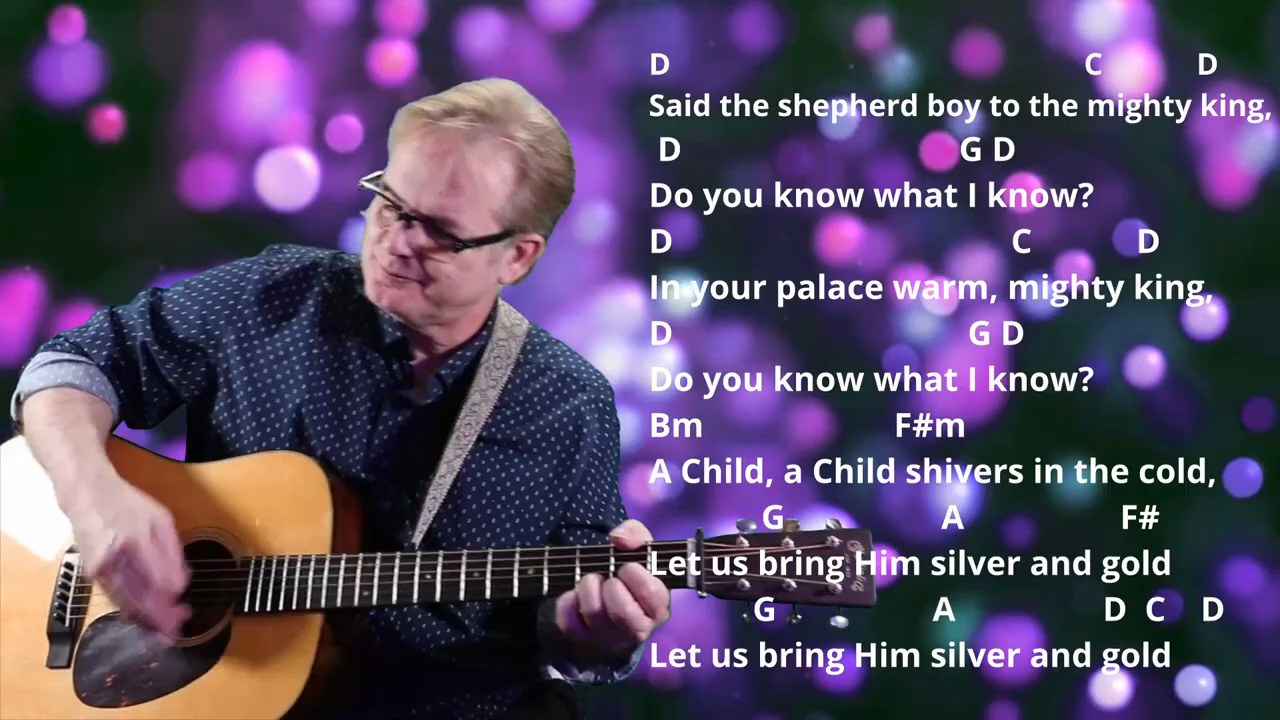 D C D
Said the shepherd boy to the mighty king,
D G D
Do you know what I know?
D C D
In your palace warm, mighty king,
D G D
Do you know what I know?
Bm F#m
A Child, a Child shivers in the cold,
G A F#
Let us bring Him silver and gold
G A D C D
Let us bring Him silver and gold